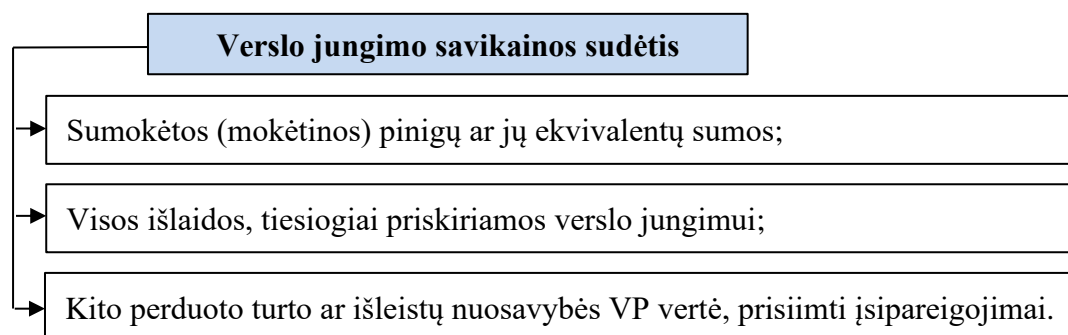 Verslo jungimo savikainos sudėtis
Sumokėtos (mokėtinos) pinigų ar jų ekvivalentų sumos;
Visos išlaidos, tiesiogiai priskiriamos verslo jungimui;
Kito perduoto turto ar išleistų nuosavybės VP vertė, prisiimti įsipareigojimai.